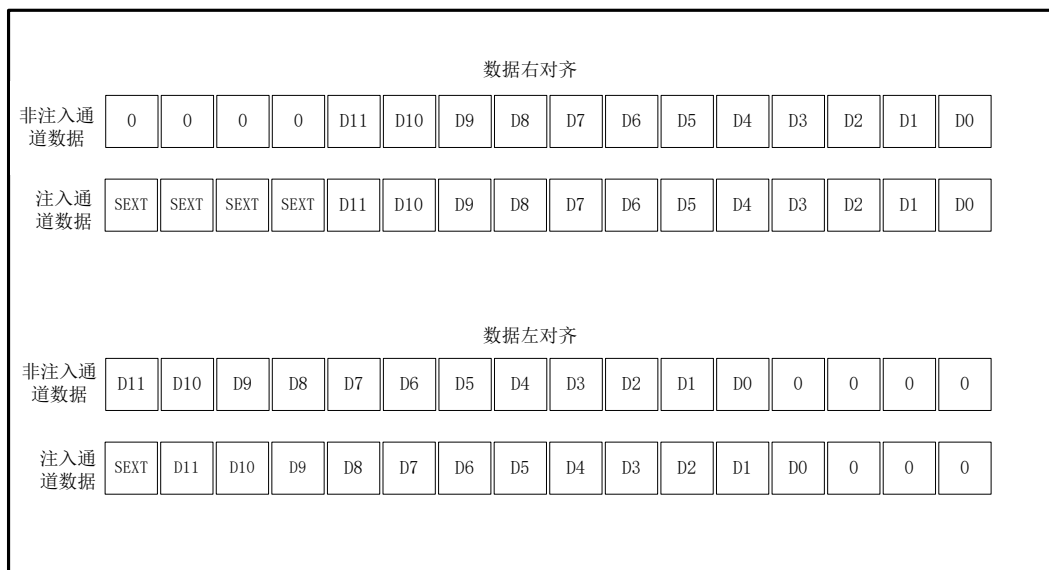 数据右对齐
非注入通
道数据
0 0 0 0 D11 D10 D9 D8 D7 D6 D5 D4 D3 D2 D1 D0
注入通
道数据
SEXT SEXT SEXT SEXT D11 D10 D9 D8 D7 D6 D5 D4 D3 D2 D1 D0
数据左对齐
非注入通
道数据
D11 D10 D9 D8 D7 D6 D5 D4 D3 D2 D1 D0 0 0 0 0
注入通
道数据
SEXT D11 D10 D9 D8 D7 D6 D5 D4 D3 D2 D1 D0 0 0 0